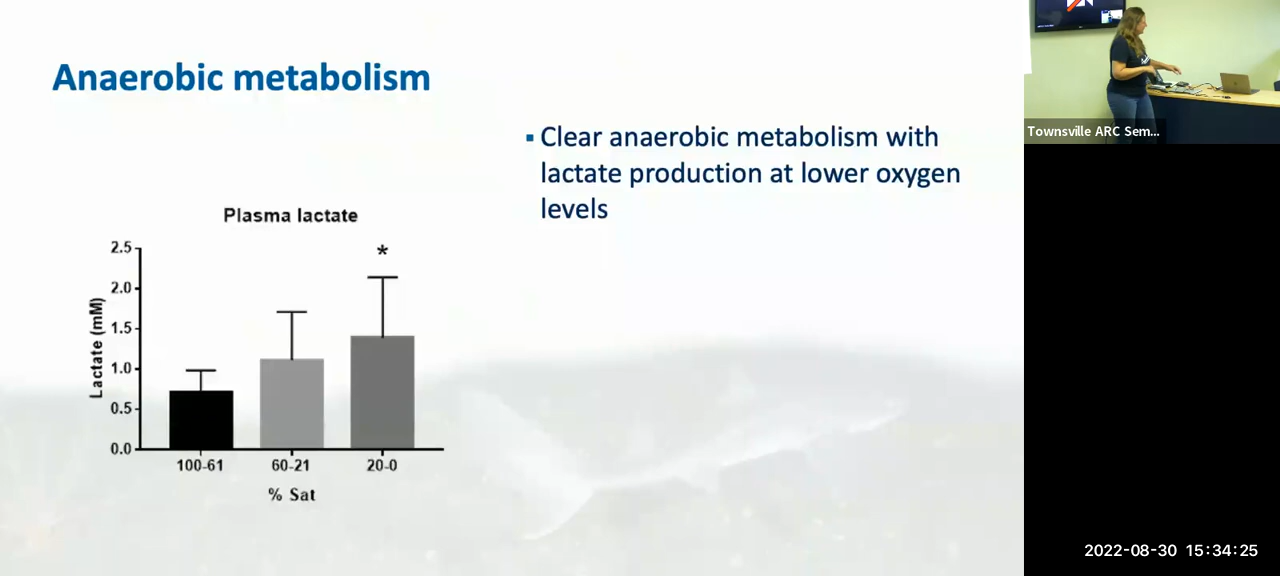 Anaerobic metabolism
▪ Clear anaerobic metabolism with
lactate production at lower oxygen
levels
Plasma lactate
*
2.5
2.0
1.5
1.0
0.5
0.0
Lactate (mM)
100-61 60-21 20-0
% Sat
Townsville ARC Sem...
2022-08-30 15:34:25